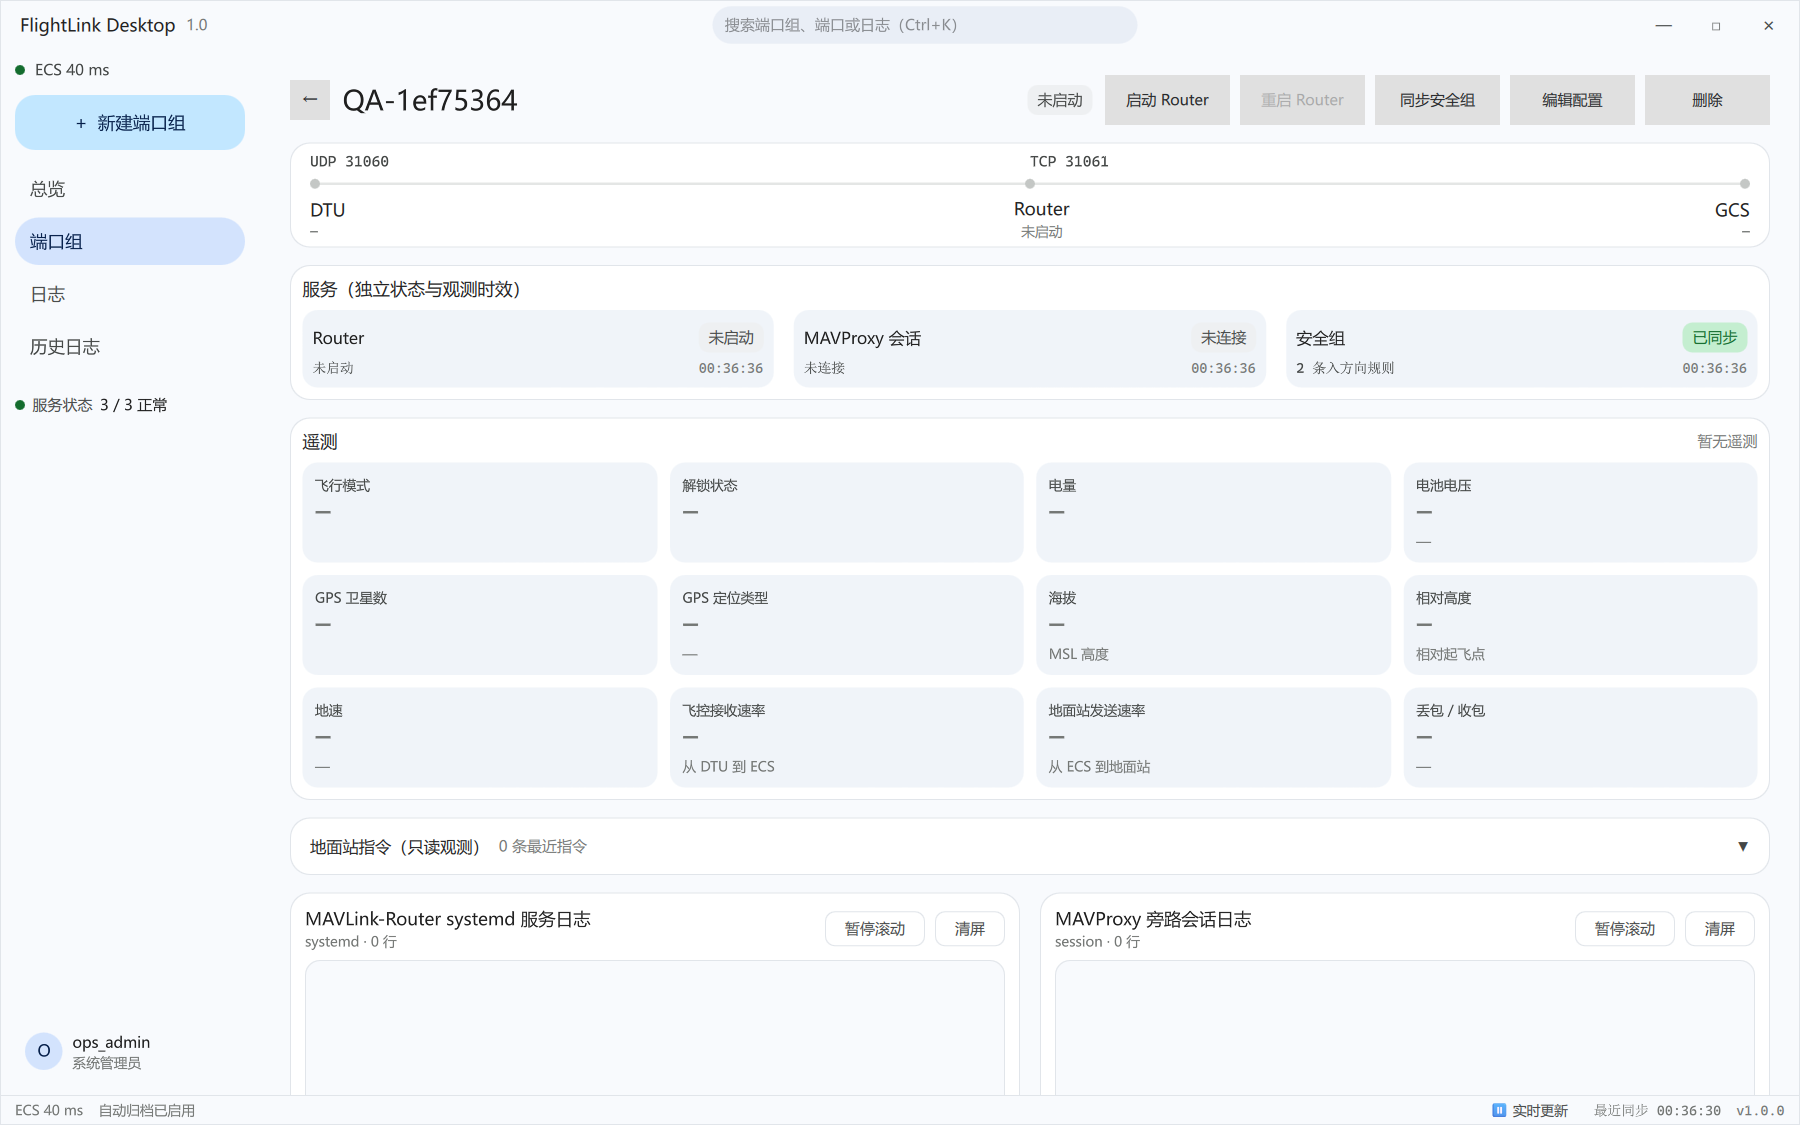 FlightLink Desktop 1.0
搜索端口组、端口或日志（Ctrl+K）
ECS 40 ms
+ 新建端口组
总览
端口组
日志
历史日志
服务状态 3 / 3 正常
← QA-1ef75364
未启动
启动 Router
重启 Router
同步安全组
编辑配置
删除
UDP 31060
TCP 31061
DTU
Router
GCS
–
未启动
–
服务（独立状态与观测时效）
Router 未启动
未启动 00:36:36
MAVProxy 会话 未连接
未连接 00:36:36
安全组 已同步
2 条入方向规则 00:36:36
遥测
暂无遥测
飞行模式
—
解锁状态
—
电量
—
电池电压
—
—
GPS 卫星数
—
GPS 定位类型
—
—
海拔
—
MSL 高度
相对高度
—
相对起飞点
地速
—
—
飞控接收速率
—
从 DTU 到 ECS
地面站发送速率
—
从 ECS 到地面站
丢包 / 收包
—
—
地面站指令（只读观测） 0 条最近指令 ▼
MAVLink-Router systemd 服务日志
systemd · 0 行
暂停滚动
清屏
MAVProxy 旁路会话日志
session · 0 行
暂停滚动
清屏
O
ops_admin
系统管理员
ECS 40 ms 自动归档已启用
实时更新 最近同步 00:36:30 v1.0.0